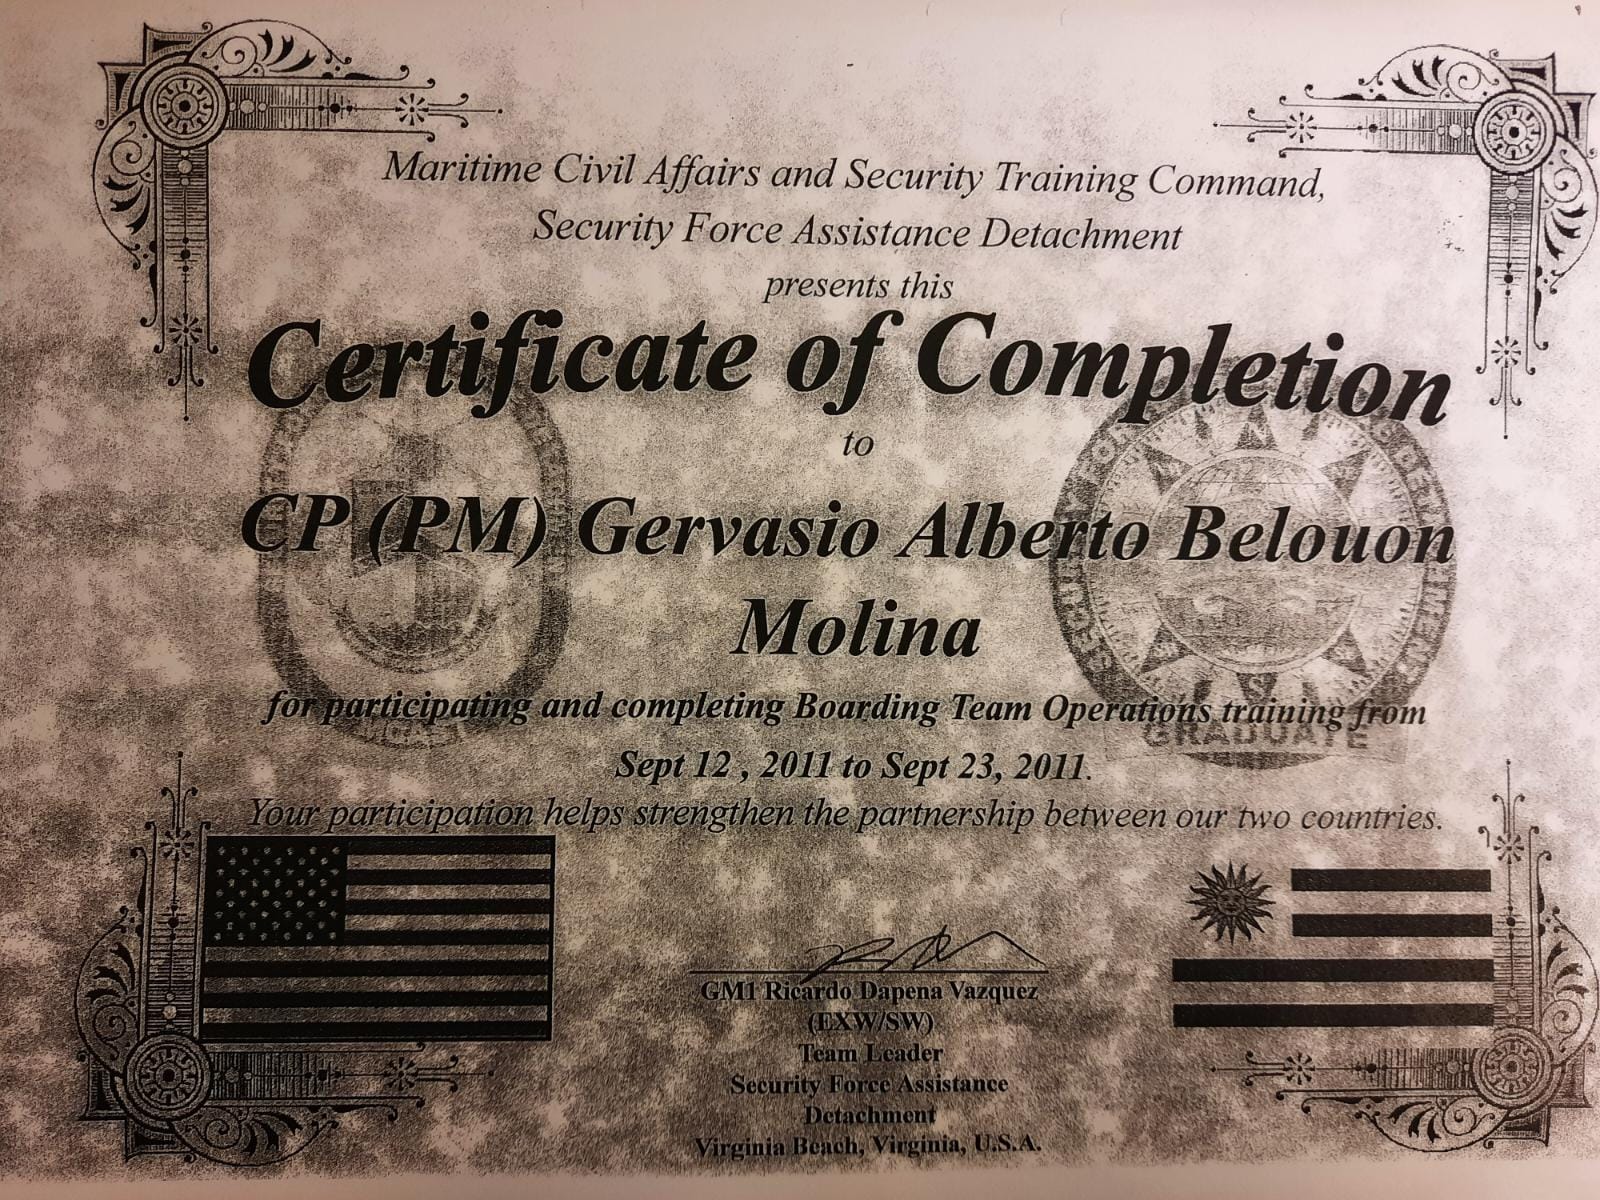 Maritime Civil Affairs and Security Training Command,
Security Force Assistance Detachment
presents this
Certificate of Completion
to
CP (PM) Gervasio Alberto Belouon
Molina
for participating and completing Boarding Team Operations training from
GRADUATE
Sept 12 , 2011 to Sept 23, 2011.
Your participation helps strengthen the partnership between our two countries.
GM1 Ricardo Dapena Vazquez
(EXW/SW)
Team Leader
Security Force Assistance
Detachment
Virginia Beach, Virginia, U.S.A.